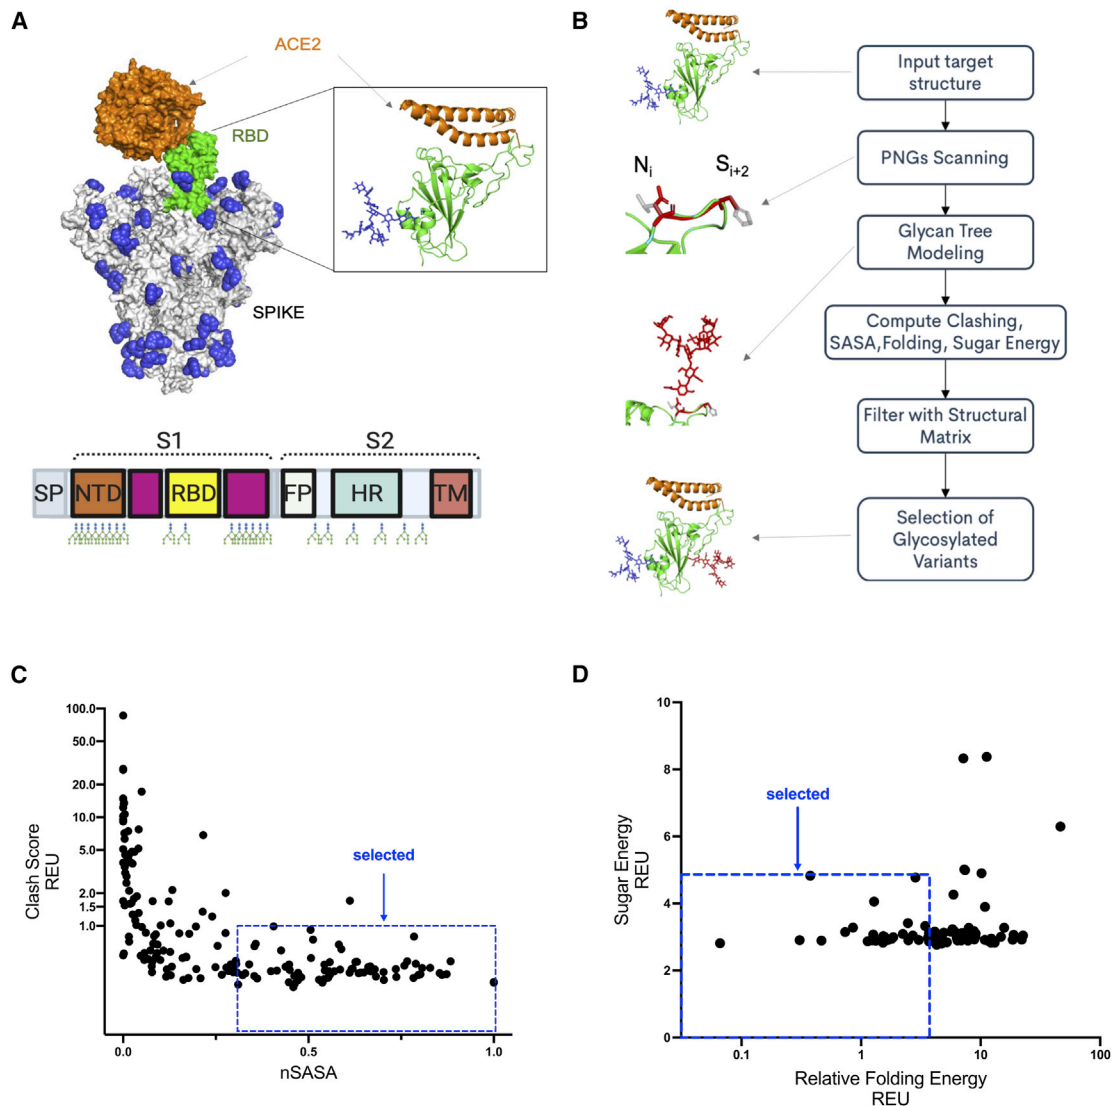 A
ACE2
RBD
SPIKE
S1
S2
SP
NTD
RBD
FP
HR
TM
B
Input target
structure
PNGs Scanning
Ni
Si+2
Glycan Tree
Modeling
Compute Clashing,
SASA,Folding, Sugar Energy
Filter with Structural
Matrix
Selection of
Glycosylated
Variants
C
Clash Score
REU
100.0
50.0
20.0
10.0
5.0
2.0
1.5
1.0
selected
0.0
0.5
1.0
nSASA
D
Sugar Energy
REU
10
8
6
4
2
0
selected
0.1
1
10
100
Relative Folding Energy
REU